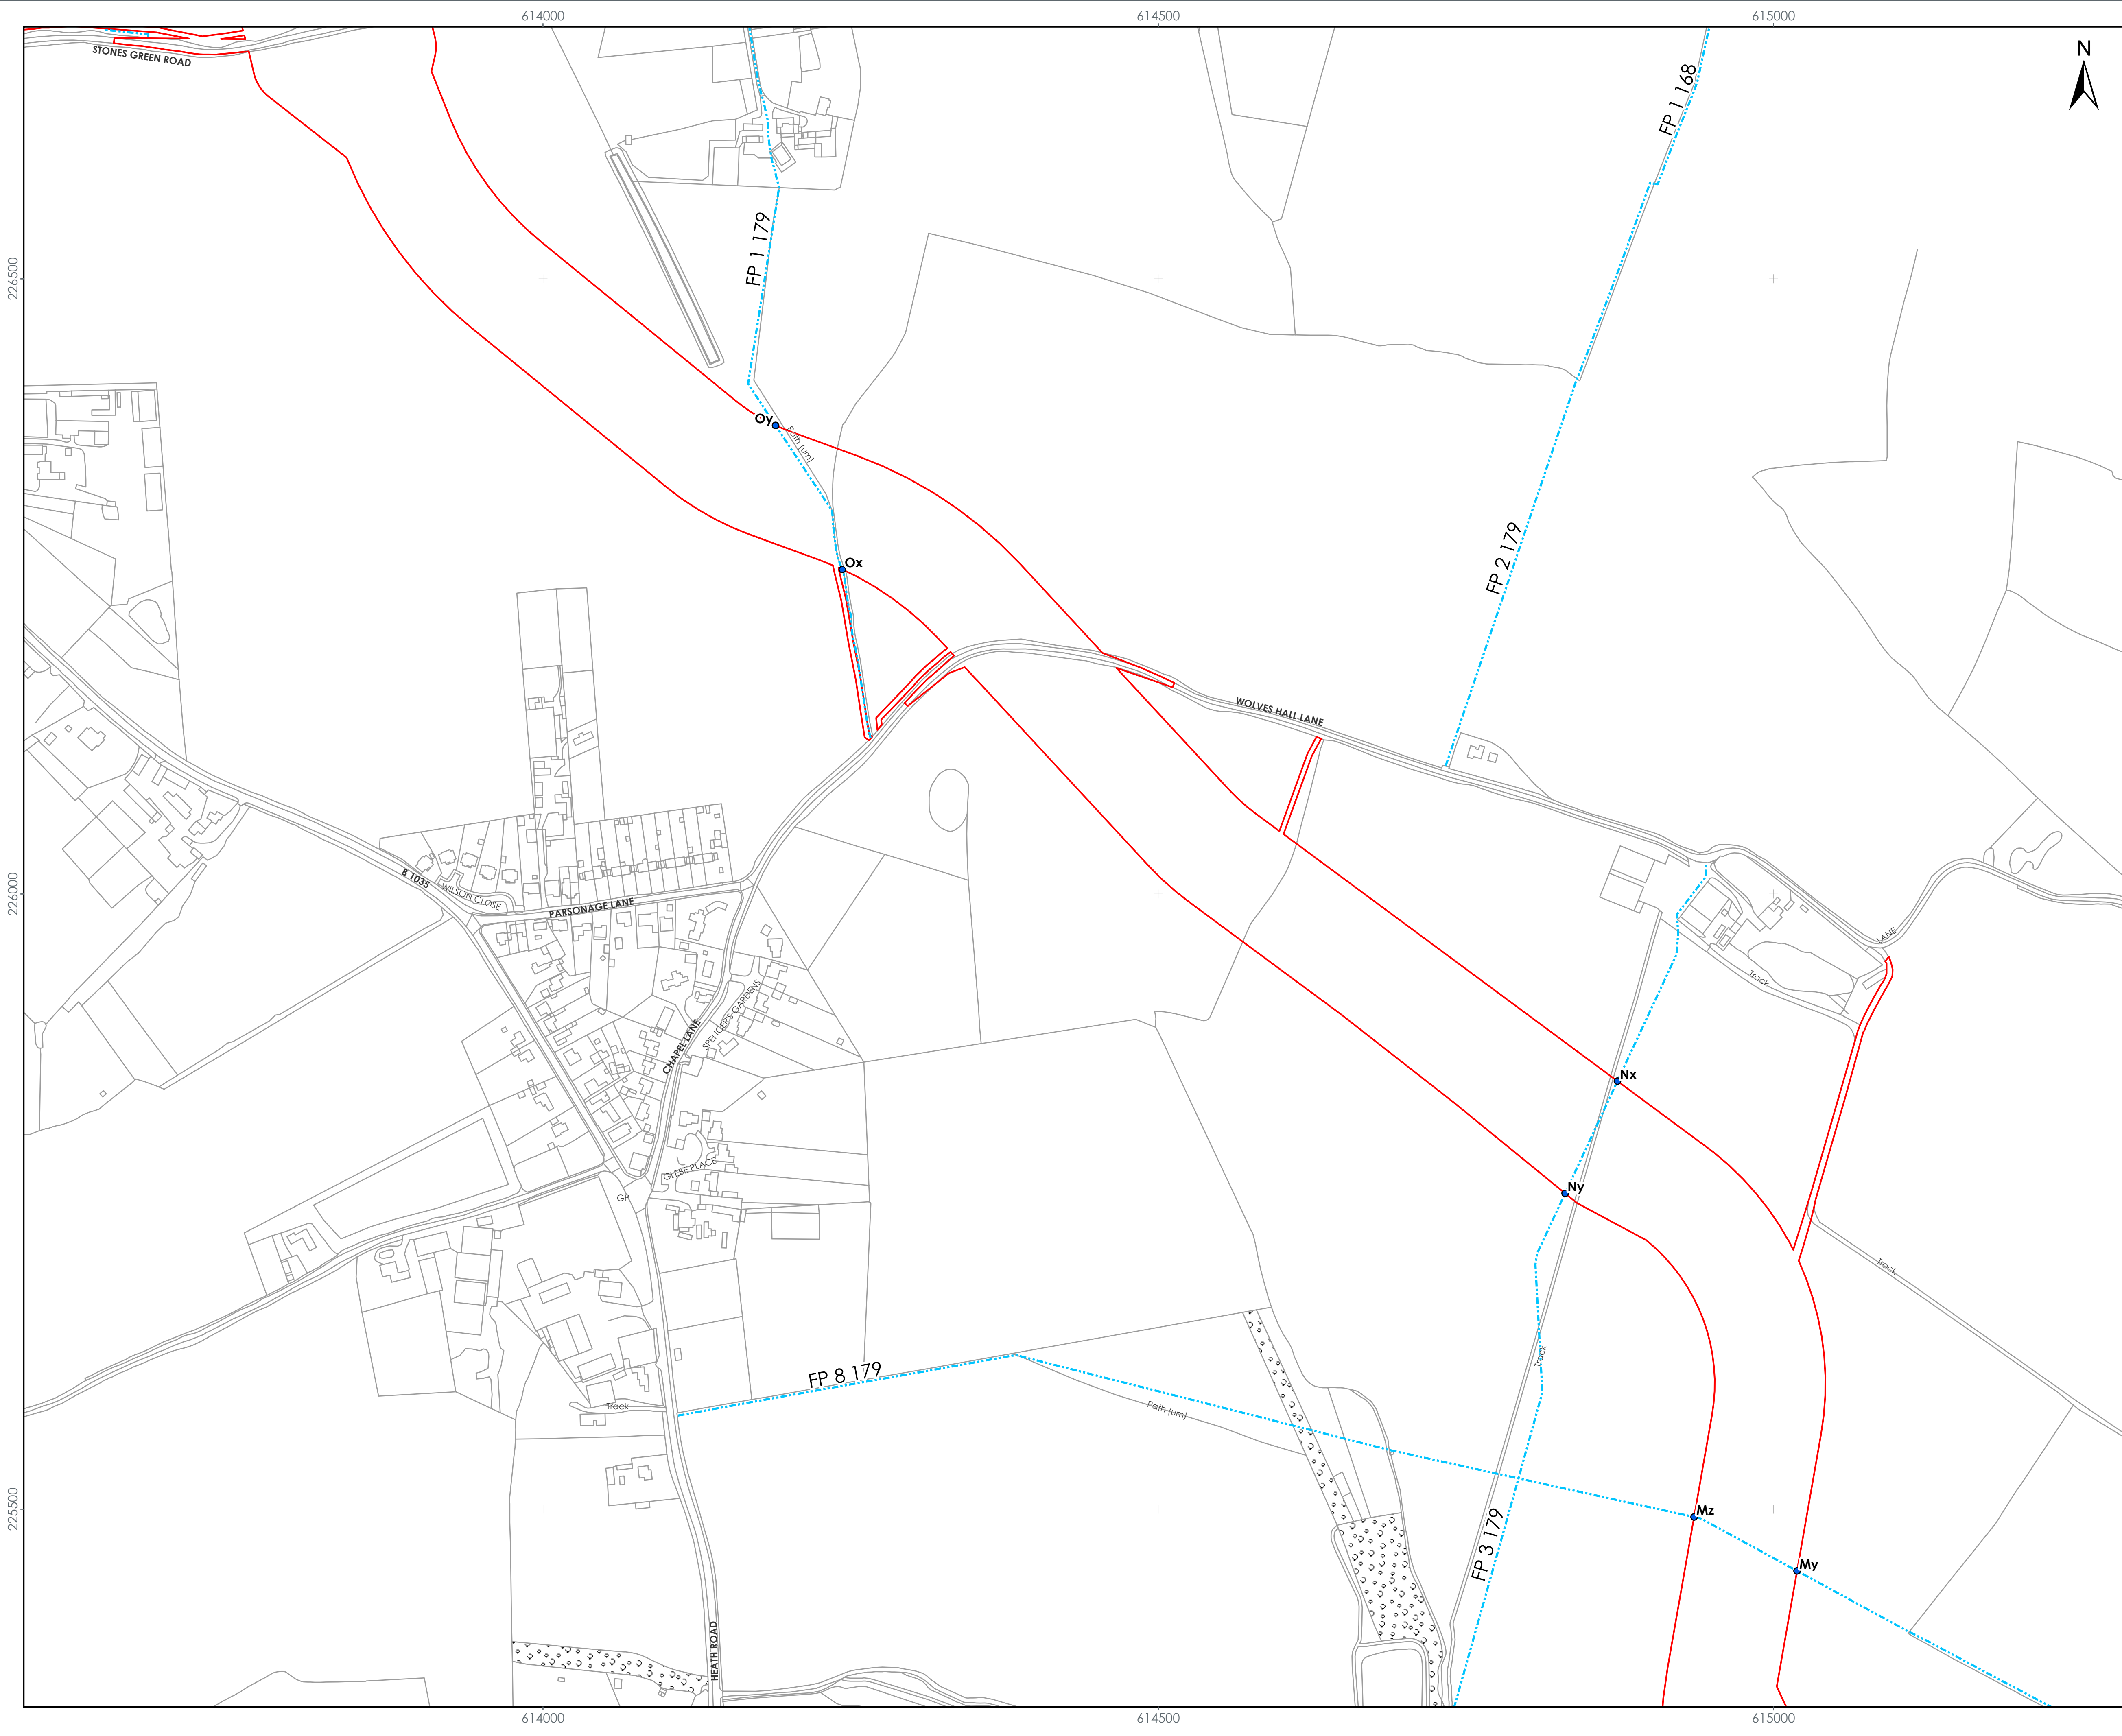 614000
614500
615000
N
STONES GREEN ROAD
FP 1 168
FP 1 179
226500
Oy
Path (um)
FP 2 179
Ox
WOLVES HALL LANE
B 1035
WILSON CLOSE
PARSONAGE LANE
226000
LANE
Track
SPENCER'S GARDENS
CHAPEL LANE
Nx
GLEBE PLACE
Ny
GP
Track
Track
FP 8 179
Track
Path (um)
225500
Mz
FP 3 179
My
HEATH ROAD
614000
614500
615000